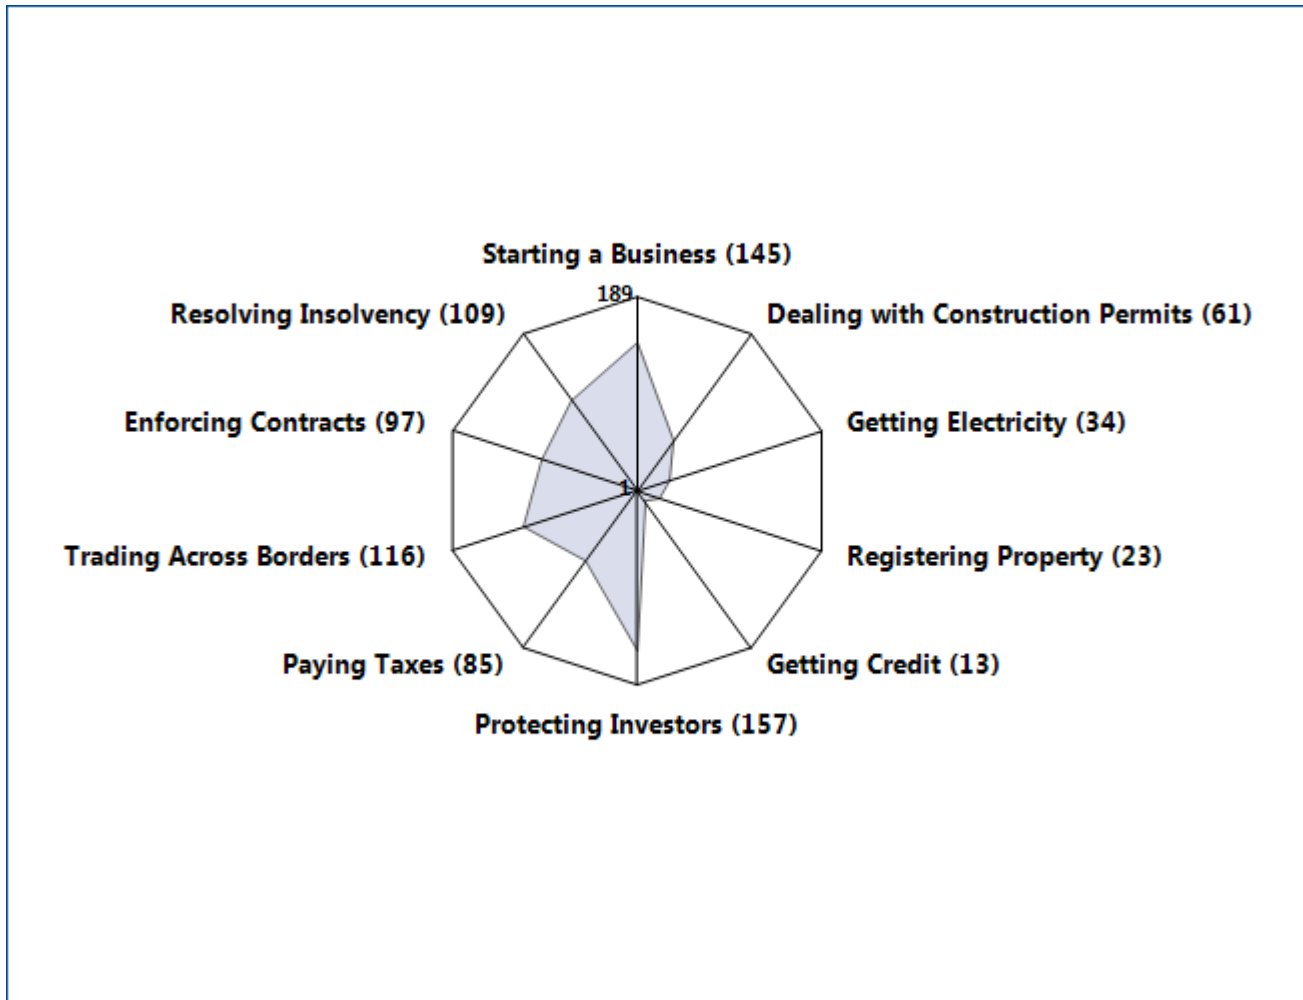 Starting a Business (145)
189
Resolving Insolvency (109)
Dealing with Construction Permits (61)
Enforcing Contracts (97)
Getting Electricity (34)
1
Trading Across Borders (116)
Registering Property (23)
Paying Taxes (85)
Getting Credit (13)
Protecting Investors (157)